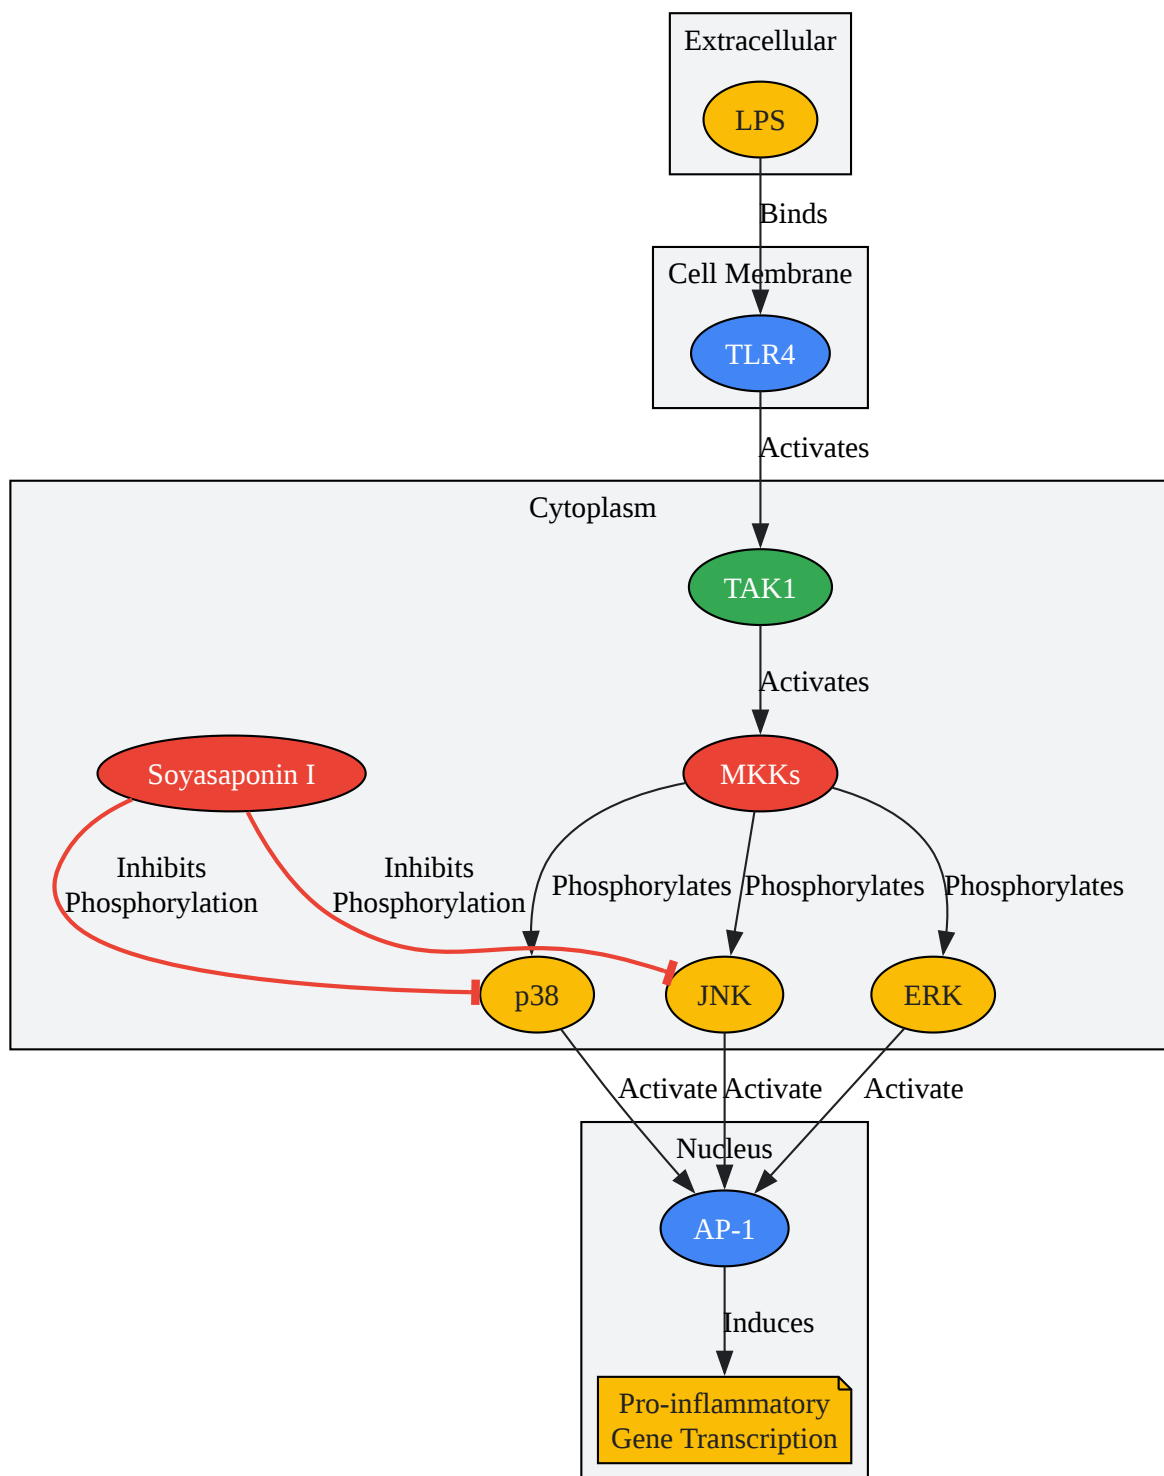 Extracellular
LPS
Binds
Cell Membrane
TLR4
Activates
Cytoplasm
TAK1
Activates
Soyasaponin I
MKKs
Inhibits
Phosphorylation
Inhibits
Phosphorylation
Phosphorylates
Phosphorylates
Phosphorylates
p38
JNK
ERK
Activate
Activate
Activate
Nucleus
AP-1
Induces
Pro-inflammatory
Gene Transcription